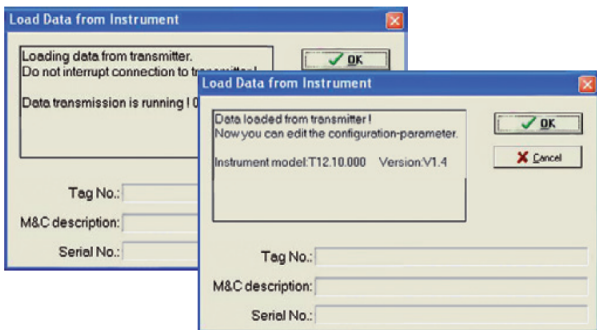 Load Data from Instrument
Loading data from transmitter.
Do not interrupt connection to
Data transmission is running !
OK
Tag No.:
M&C description:
Serial No.:
Load Data from Instrument
Data loaded from transmitter !
Now you can edit the configuration-parameter.
Instrument model:T12.10.000 Version:V1.4
OK
Cancel
Tag No.:
M&C description:
Serial No.: